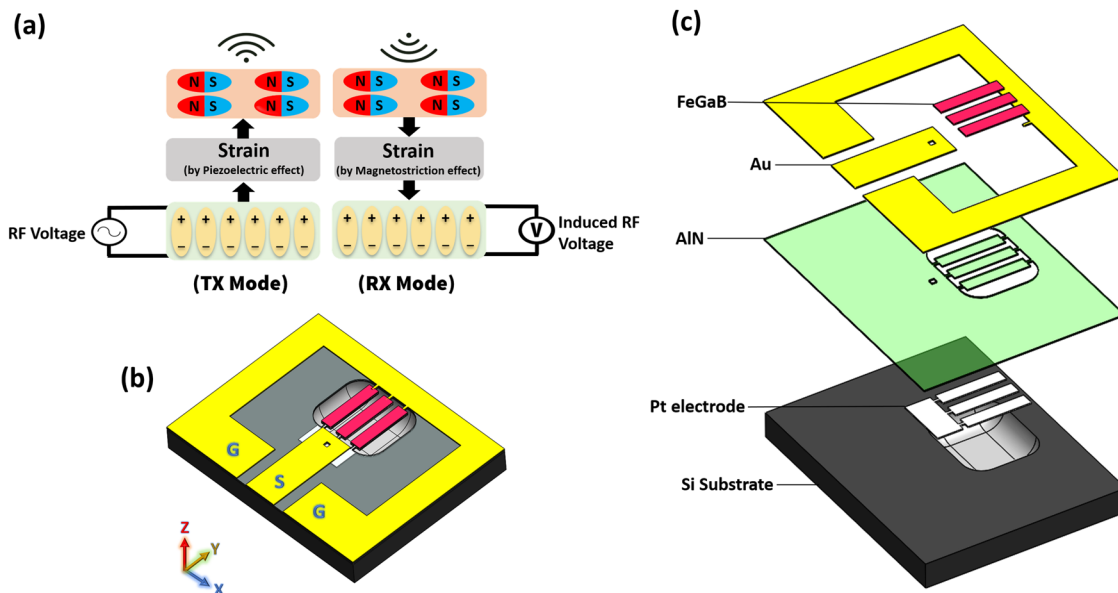 (a)
N S N S
N S N S
Strain
(by Piezoelectric effect)
+ + + + + +
− − − − − −
RF Voltage
(TX Mode)
N S N S
N S N S
Strain
(by Magnetostriction effect)
+ + + + + +
− − − − − −
V
Induced RF
Voltage
(RX Mode)
(b)
G
S
G
Z
Y
X
(c)
FeGaB
Au
AlN
Pt electrode
Si Substrate